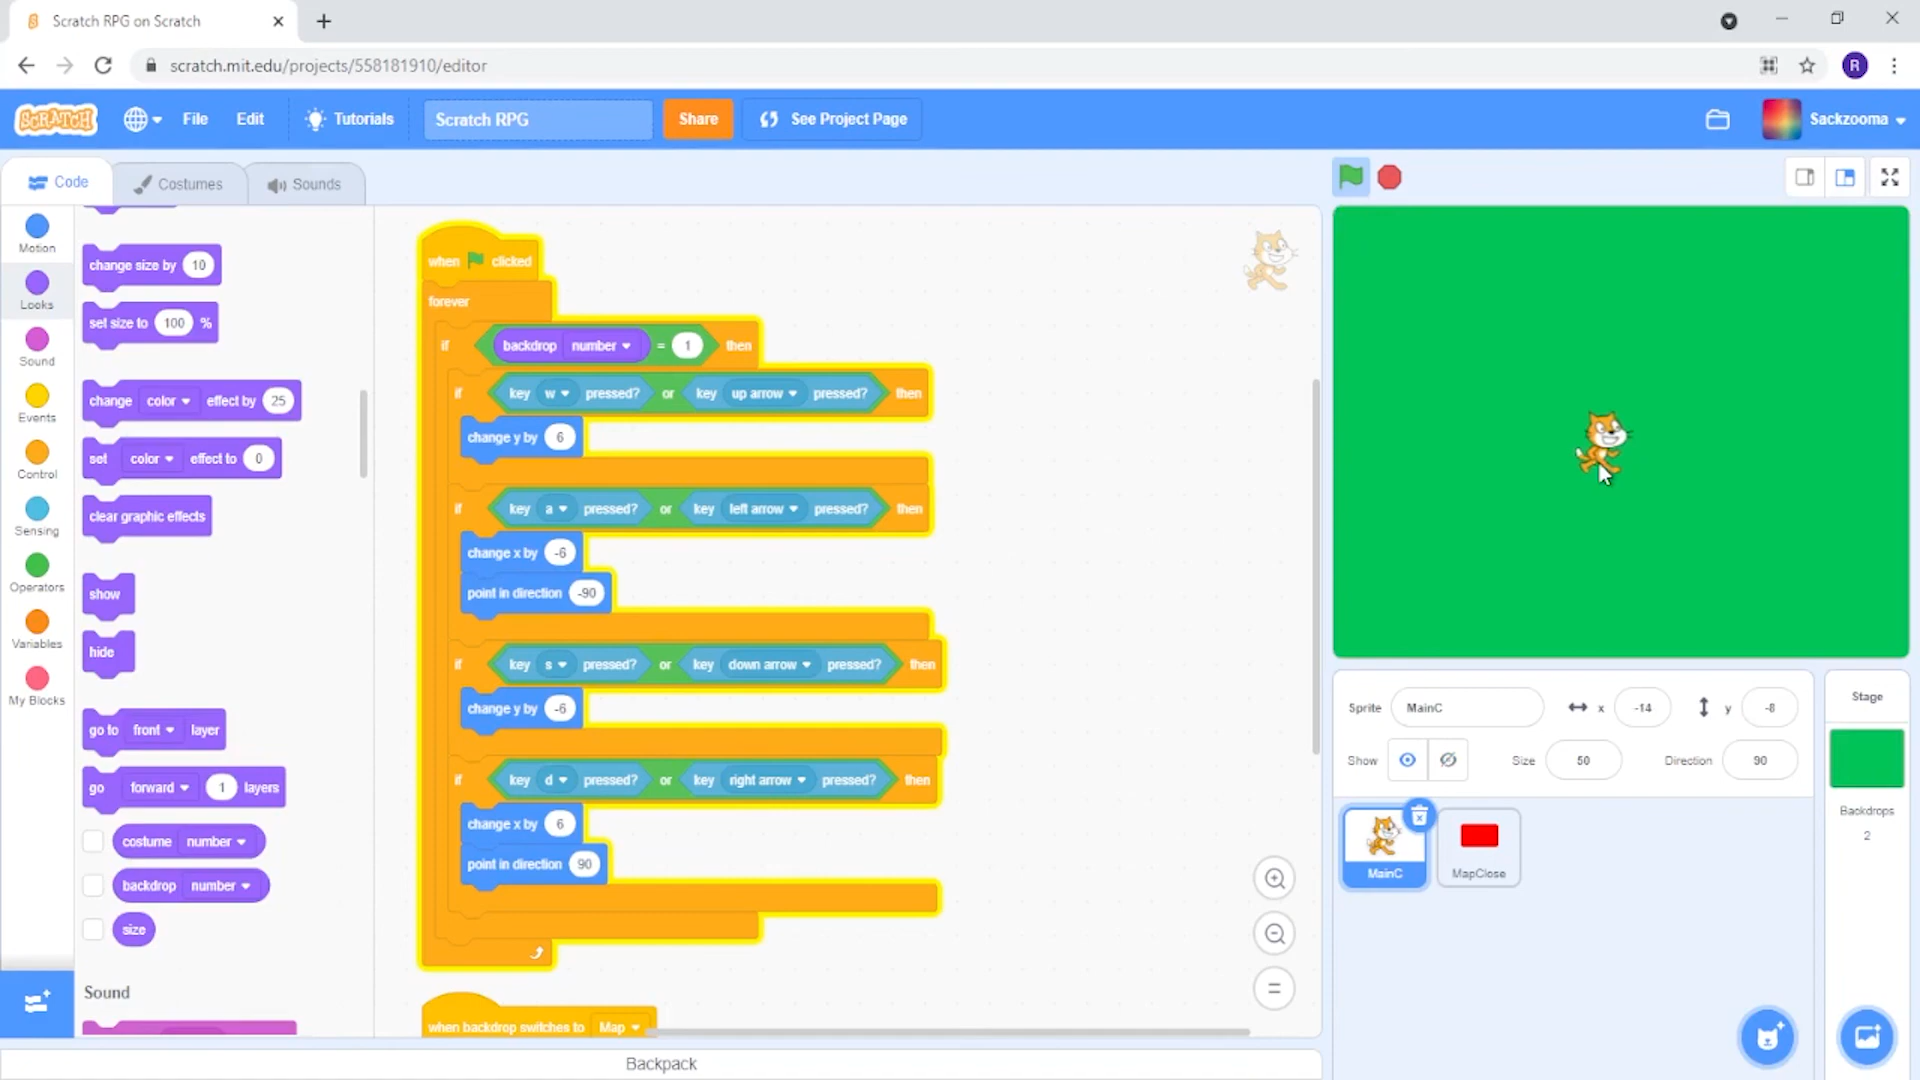 Scratch RPG on Scratch
scratch.mit.edu/projects/558181910/editor
R
SCRATCH
File
Edit
Tutorials
Scratch RPG
Share
See Project Page
Sackzooma
Code
Costumes
Sounds
Motion
Looks
Sound
Events
Control
Sensing
Operators
Variables
My Blocks
change size by 10
set size to 100 %
change color effect by 25
set color effect to 0
clear graphic effects
show
hide
go to front layer
go forward 1 layers
costume number
backdrop number
size
Sound
when clicked
forever
if backdrop number = 1 then
if key w pressed? or key up arrow pressed? then
change y by 6
if key a pressed? or key left arrow pressed? then
change x by -6
point in direction -90
if key s pressed? or key down arrow pressed? then
change y by -6
if key d pressed? or key right arrow pressed? then
change x by 6
point in direction 90
when backdrop switches to Map
Backpack
Sprite MainC x -14 y -8
Show Size 50 Direction 90
MainC
MapClose
Stage
Backdrops
2